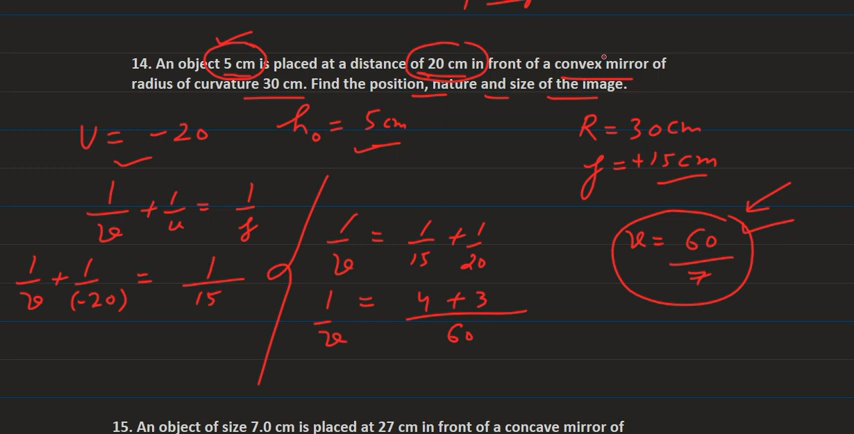 14. An object 5 cm is placed at a distance of 20 cm in front of a convex mirror of
radius of curvature 30 cm. Find the position, nature and size of the image.
U = -20
h₀ = 5 cm
R = 30 cm
f = +15 cm
1/v + 1/u = 1/f
1/v + 1/(-20) = 1/15
1/v = 1/15 + 1/20
1/v = 4 + 3 / 60
v = 60/7
15. An object of size 7.0 cm is placed at 27 cm in front of a concave mirror of